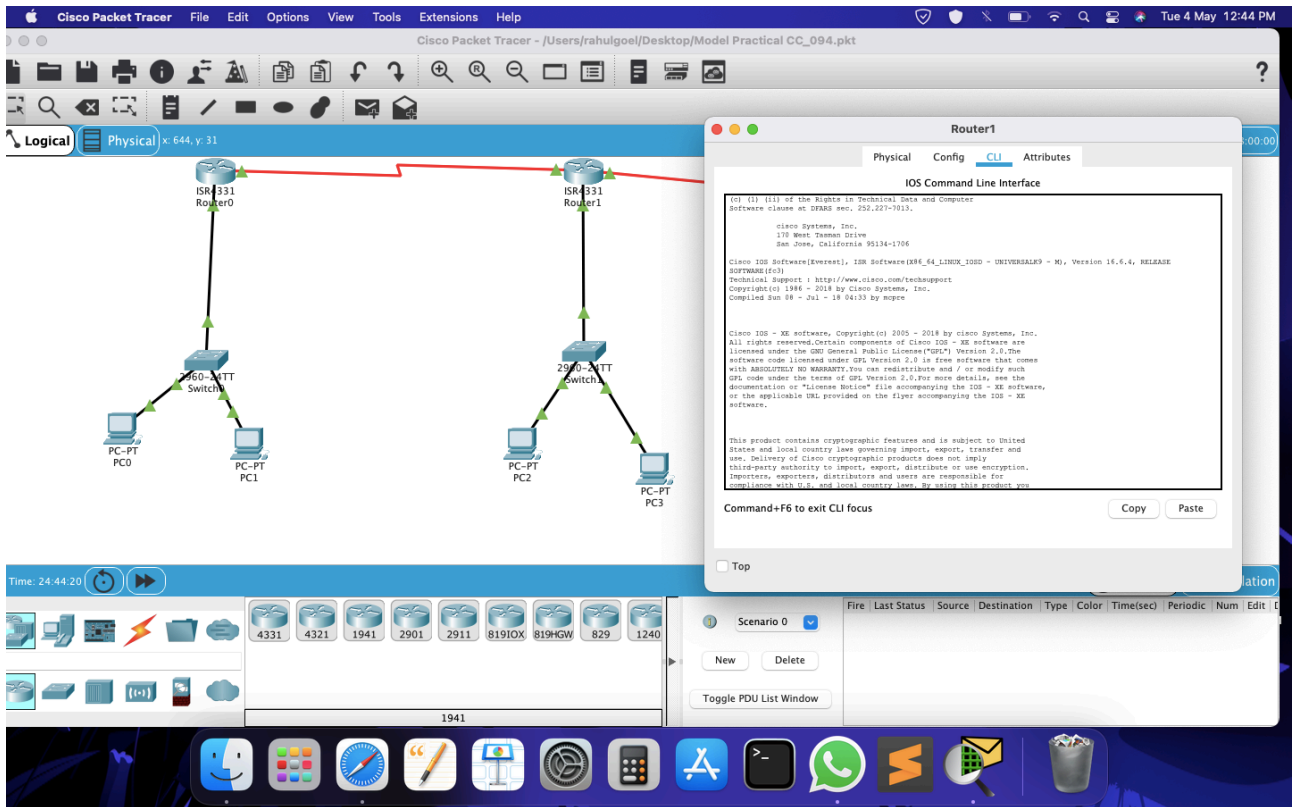 Cisco Packet Tracer File Edit Options View Tools Extensions Help
Tue 4 May 12:44 PM
Cisco Packet Tracer - /Users/rahulgoel/Desktop/Model Practical CC_094.pkt
Logical Physical x: 644, y: 31
:00:00
ISR4331
Router0
ISR4331
Router1
2960-24TT
Switch0
2960-24TT
Switch1
PC-PT
PC0
PC-PT
PC1
PC-PT
PC2
PC-PT
PC3
Router1
Physical Config CLI Attributes
IOS Command Line Interface
(c) (1) (ii) of the Rights in Technical Data and Computer
Software clause at DFARS sec. 252.227-7013.
cisco Systems, Inc.
170 West Tasman Drive
San Jose, California 95134-1706
Cisco IOS Software[Everest], ISR Software(X86_64_LINUX_IOSD - UNIVERSALK9 - M), Version 16.6.4, RELEASE
SOFTWARE(fc3)
Technical Support : http://www.cisco.com/techsupport
Copyright(c) 1986 - 2018 by Cisco Systems, Inc.
Compiled Sun 08 - Jul - 18 04:33 by mcpre
Cisco IOS - XE software, Copyright(c) 2005 - 2018 by cisco Systems, Inc.
All rights reserved.Certain components of Cisco IOS - XE software are
licensed under the GNU General Public License("GPL") Version 2.0.The
software code licensed under GPL Version 2.0 is free software that comes
with ABSOLUTELY NO WARRANTY.You can redistribute and / or modify such
GPL code under the terms of GPL Version 2.0.For more details, see the
documentation or "License Notice" file accompanying the IOS - XE software,
or the applicable URL provided on the flyer accompanying the IOS - XE
software.
This product contains cryptographic features and is subject to United
States and local country laws governing import, export, transfer and
use. Delivery of Cisco cryptographic products does not imply
third-party authority to import, export, distribute or use encryption.
Importers, exporters, distributors and users are responsible for
compliance with U.S. and local country laws. By using this product you
Command+F6 to exit CLI focus Copy Paste
Top
Time: 24:44:20
lation
4331 4321 1941 2901 2911 819IOX 819HGW 829 1240
1941
Scenario 0
New Delete
Toggle PDU List Window
Fire Last Status Source Destination Type Color Time(sec) Periodic Num Edit